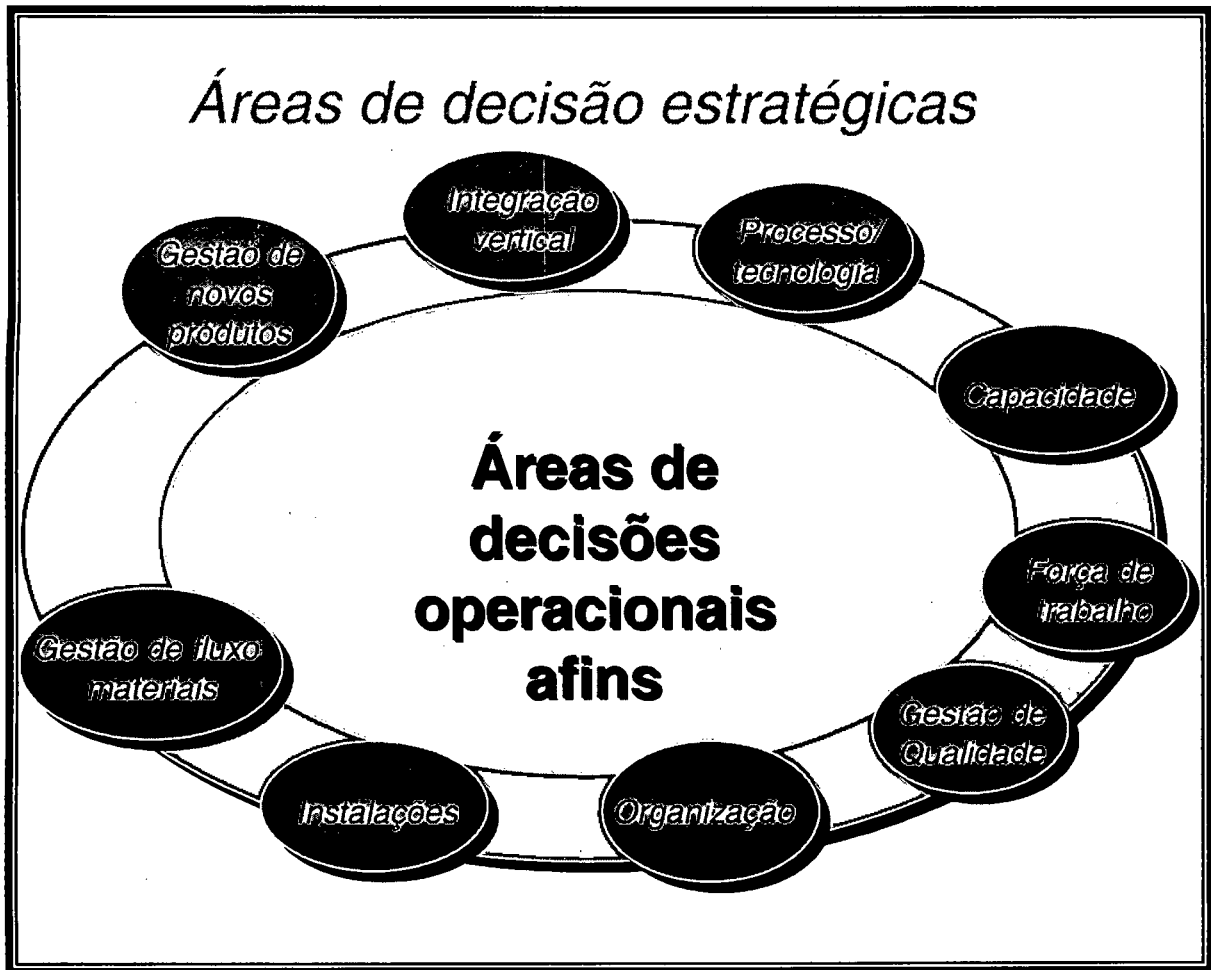 Áreas de decisão estratégicas
Integração
vertical
Processo/
tecnologia
Gestão de
novos
produtos
Capacidade
Áreas de
decisões
operacionais
afins
Força de
trabalho
Gestão de fluxo
materiais
Gestão de
Qualidade
Instalações
Organização